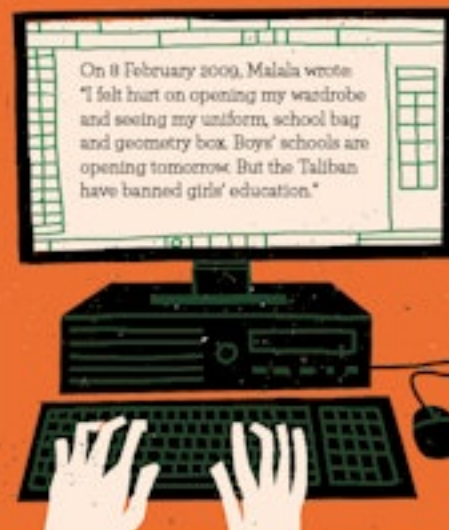 On 8 February 2009, Malala wrote:
"I felt hurt on opening my wardrobe
and seeing my uniform, school bag
and geometry box. Boys' schools are
opening tomorrow. But the Taliban
have banned girls' education."